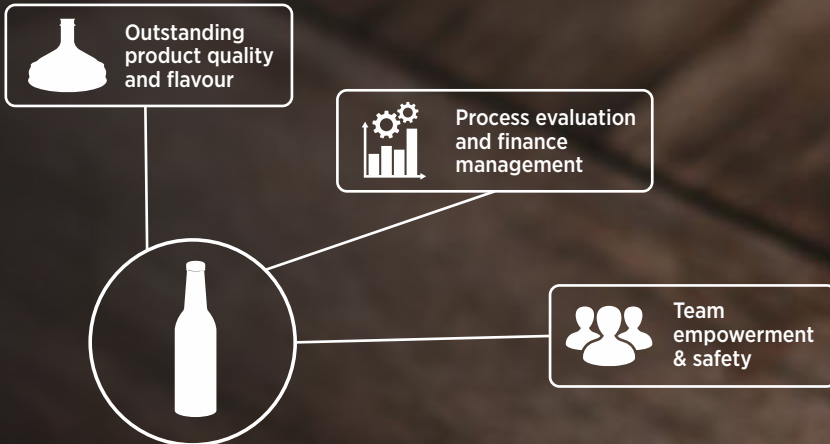 Outstanding
product quality
and flavour
Process evaluation
and finance
management
Team
empowerment
& safety